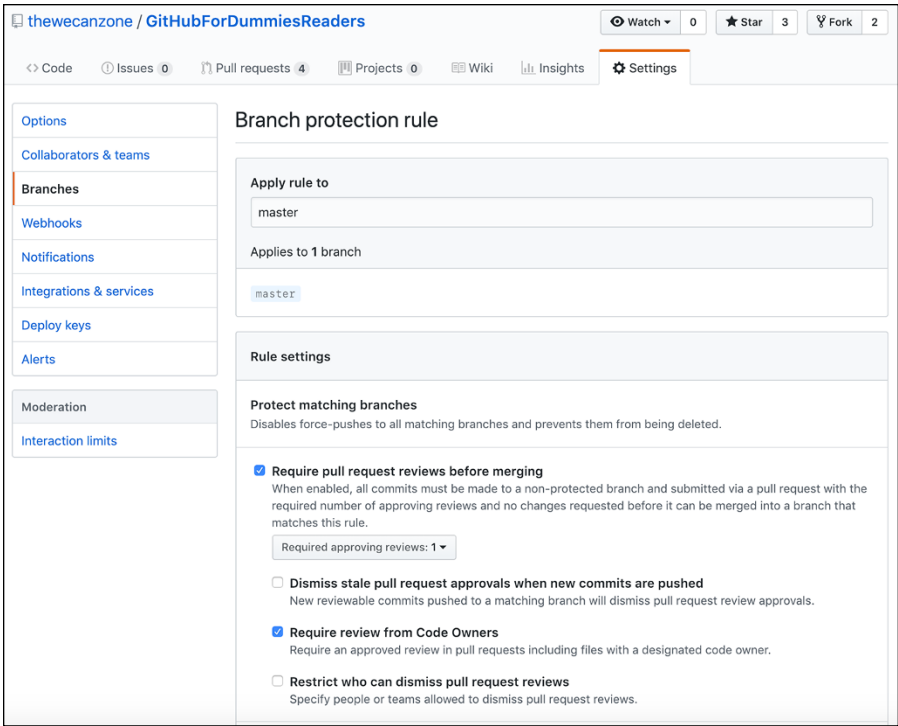 thewecanzone / GitHubForDummiesReaders
Watch 0 Star 3 Fork 2
Code Issues 0 Pull requests 4 Projects 0 Wiki Insights Settings
Options
Collaborators & teams
Branches
Webhooks
Notifications
Integrations & services
Deploy keys
Alerts
Moderation
Interaction limits
Branch protection rule
Apply rule to
master
Applies to 1 branch
master
Rule settings
Protect matching branches
Disables force-pushes to all matching branches and prevents them from being deleted.
Require pull request reviews before merging
When enabled, all commits must be made to a non-protected branch and submitted via a pull request with the
required number of approving reviews and no changes requested before it can be merged into a branch that
matches this rule.
Required approving reviews: 1
Dismiss stale pull request approvals when new commits are pushed
New reviewable commits pushed to a matching branch will dismiss pull request review approvals.
Require review from Code Owners
Require an approved review in pull requests including files with a designated code owner.
Restrict who can dismiss pull request reviews
Specify people or teams allowed to dismiss pull request reviews.